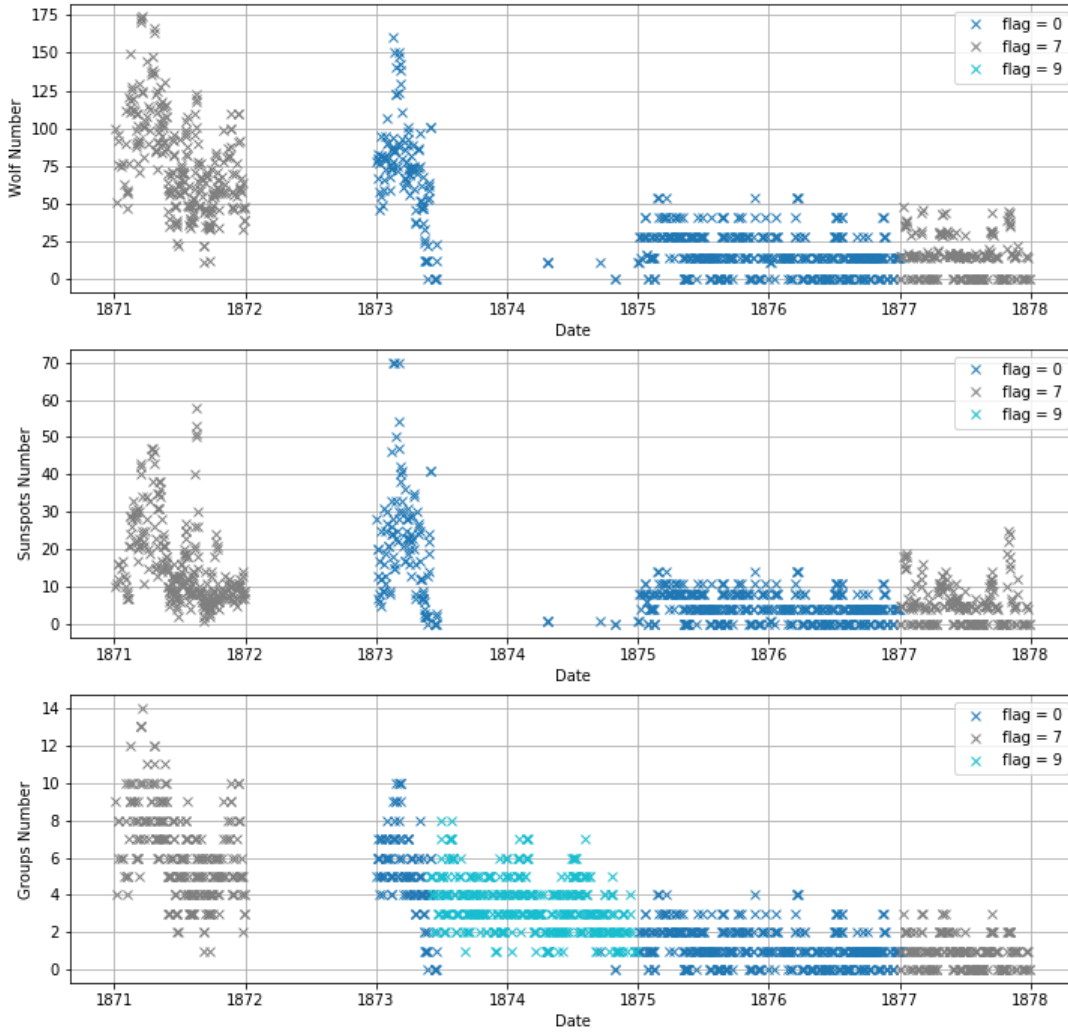 175
150
125
100
75
50
25
0
Wolf Number
flag = 0
flag = 7
flag = 9
1871 1872 1873 1874 1875 1876 1877 1878
Date
70
60
50
40
30
20
10
0
Sunspots Number
flag = 0
flag = 7
flag = 9
1871 1872 1873 1874 1875 1876 1877 1878
Date
14
12
10
8
6
4
2
0
Groups Number
flag = 0
flag = 7
flag = 9
1871 1872 1873 1874 1875 1876 1877 1878
Date